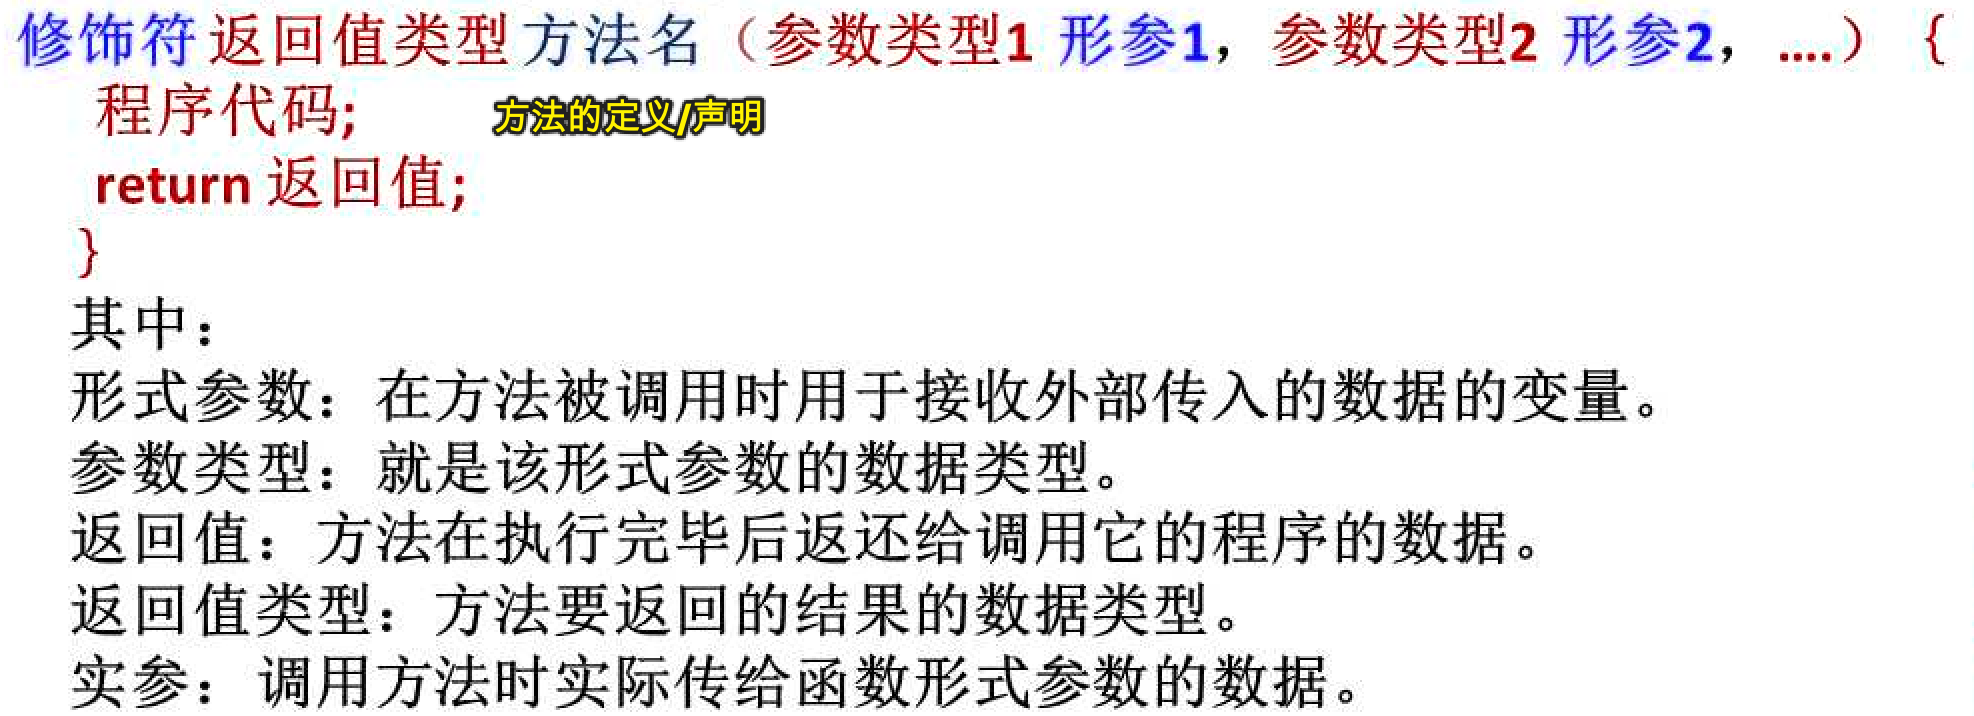 修饰符 返回值类型 方法名（参数类型1 形参1，参数类型2 形参2，....）{
程序代码; 方法的定义/声明
return 返回值;
}
其中：
形式参数：在方法被调用时用于接收外部传入的数据的变量。
参数类型：就是该形式参数的数据类型。
返回值：方法在执行完毕后返还给调用它的程序的数据。
返回值类型：方法要返回的结果的数据类型。
实参：调用方法时实际传给函数形式参数的数据。